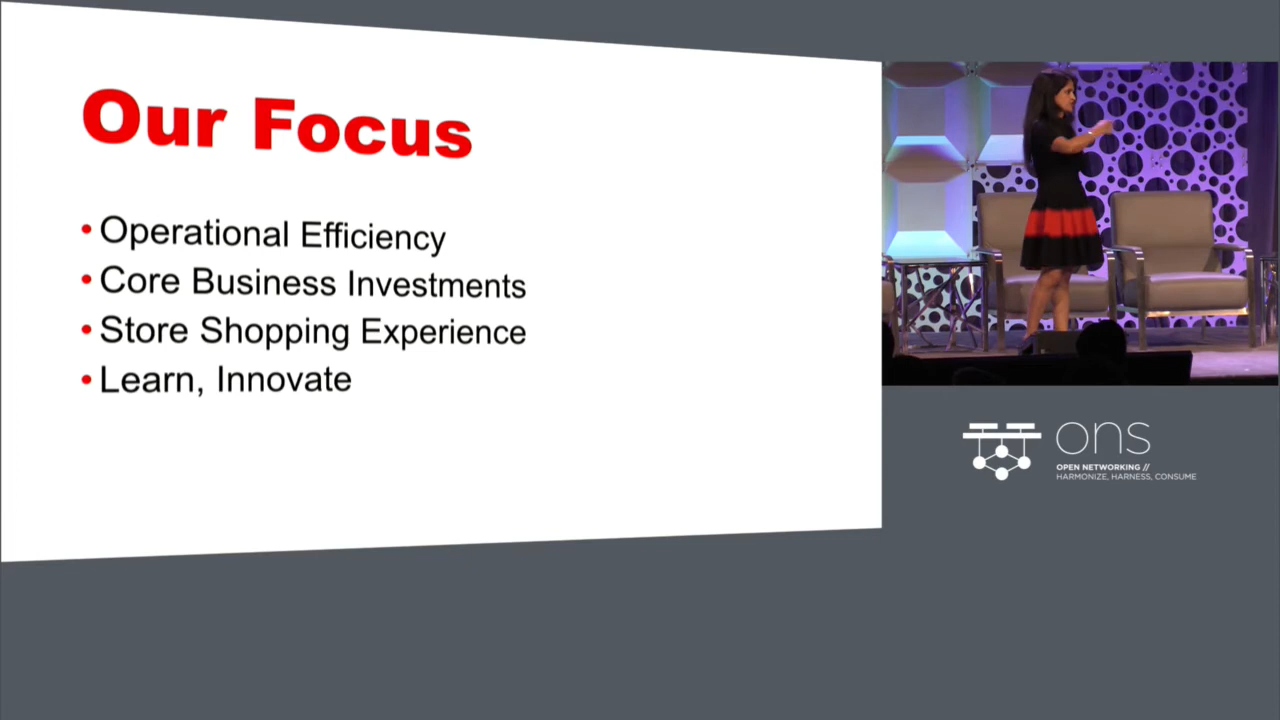 Our Focus
• Operational Efficiency
• Core Business Investments
• Store Shopping Experience
• Learn, Innovate
ons
OPEN NETWORKING //
HARMONIZE, HARNESS, CONSUME